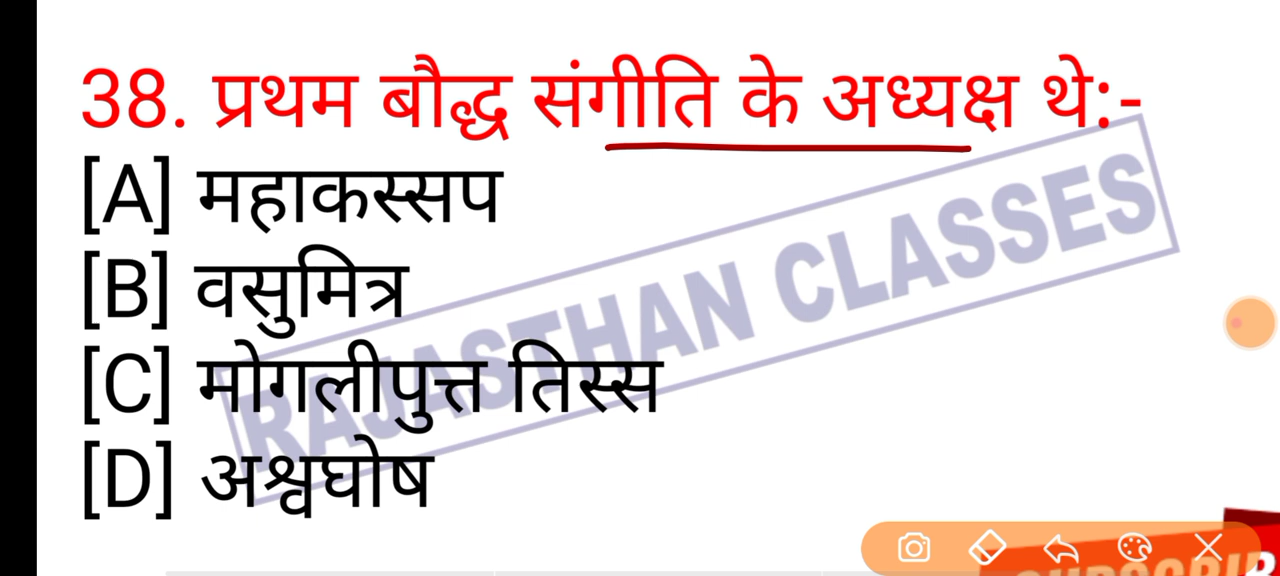 38. प्रथम बौद्ध संगीति के अध्यक्ष थे:-
[A] महाकस्सप
[B] वसुमित्र
[C] मोगलीपुत्त तिस्स
[D] अश्वघोष
RAJASTHAN CLASSES